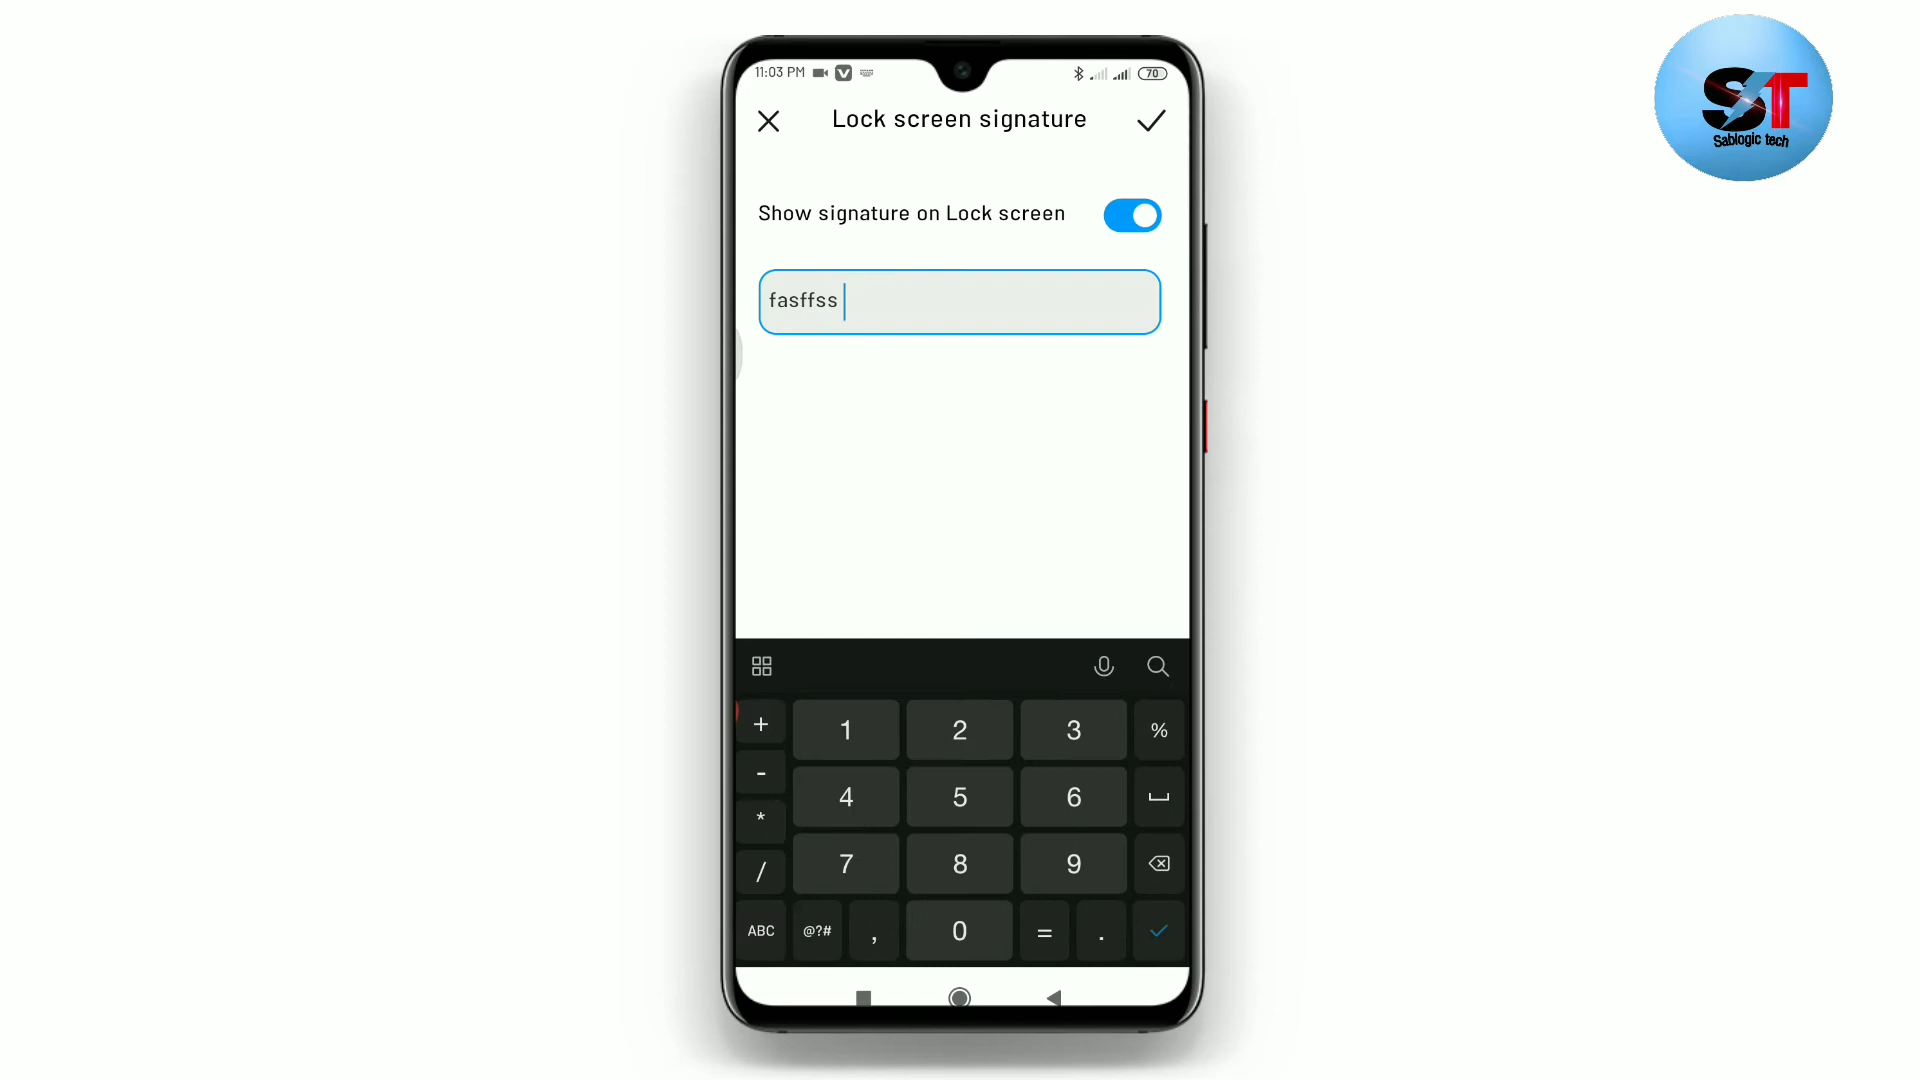 11:03 PM
70
Lock screen signature
Show signature on Lock screen
fasffss
+ 1 2 3 %
- 4 5 6
* 7 8 9
/
ABC @?# , 0 = .
ST
Sablogic tech